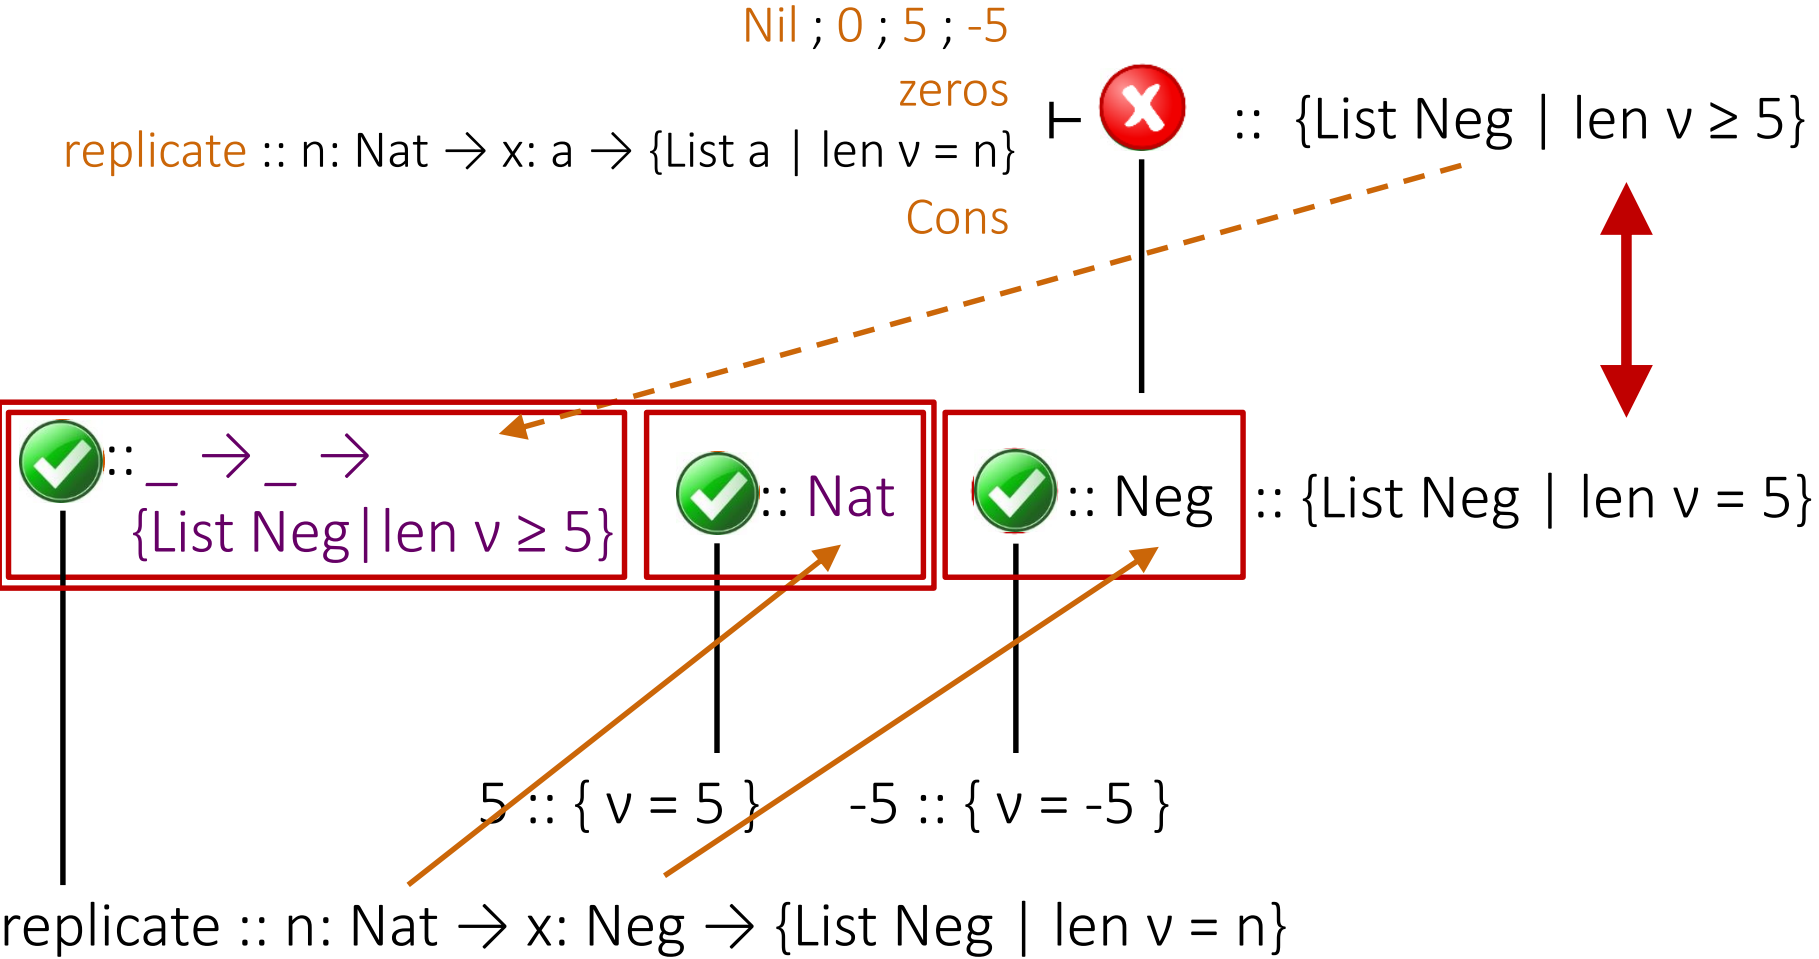 Nil ; 0 ; 5 ; -5
zeros
replicate :: n: Nat → x: a → {List a | len ν = n}
Cons
⊢ :: {List Neg | len ν ≥ 5}
:: _ → _ →
{List Neg|len ν ≥ 5}
:: Nat
:: Neg
:: {List Neg | len ν = 5}
5 :: { ν = 5 }
-5 :: { ν = -5 }
replicate :: n: Nat → x: Neg → {List Neg | len ν = n}